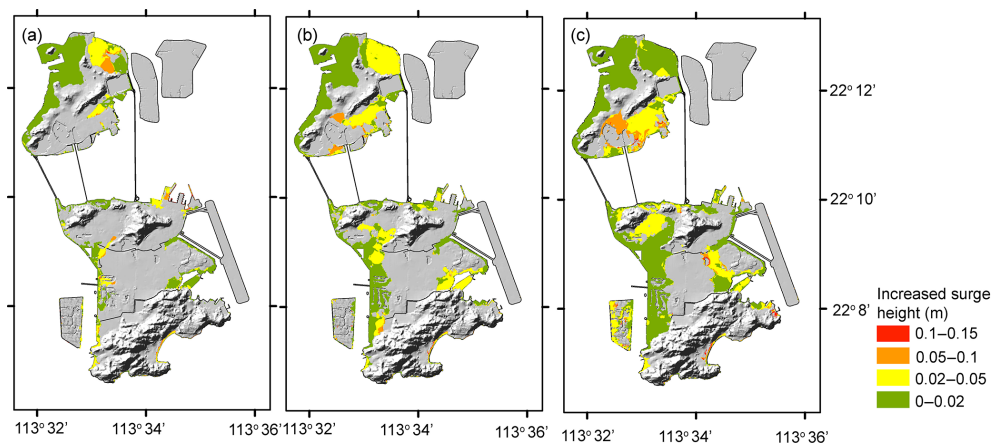 (a)
(b)
(c)
22° 12'
22° 10'
22° 8'
Increased surge
height (m)
0.1–0.15
0.05–0.1
0.02–0.05
0–0.02
113° 32' 113° 34' 113° 36' 113° 32' 113° 34' 113° 36' 113° 32' 113° 34' 113° 36'